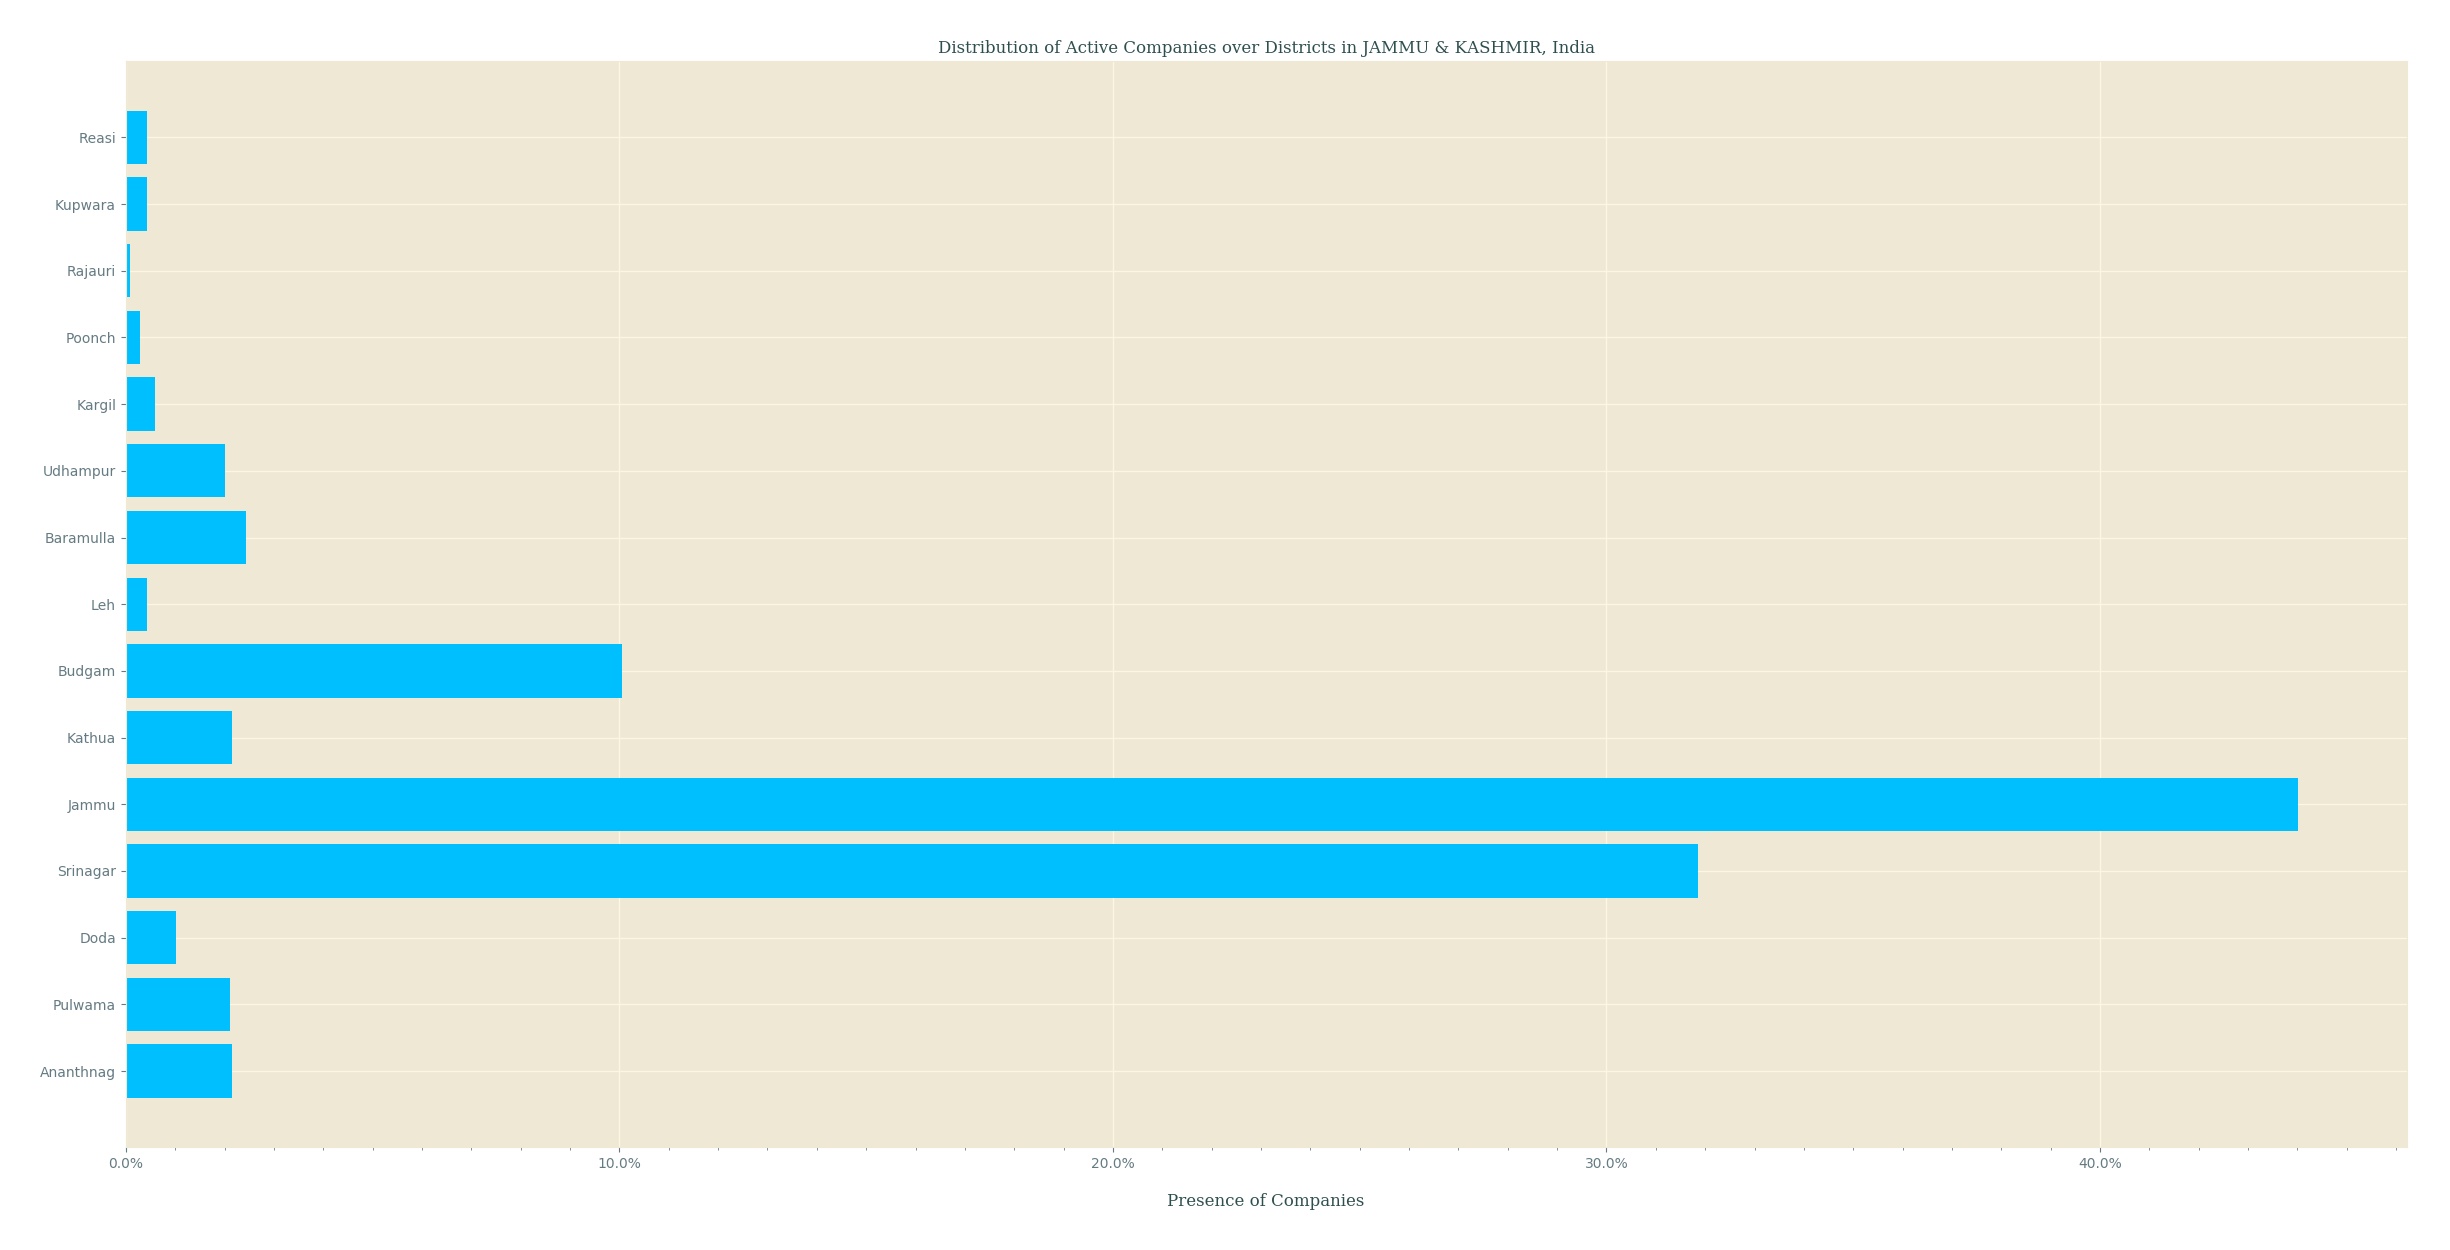 Distribution of Active Companies over Districts in JAMMU & KASHMIR, India
Reasi
Kupwara
Rajauri
Poonch
Kargil
Udhampur
Baramulla
Leh
Budgam
Kathua
Jammu
Srinagar
Doda
Pulwama
Ananthnag
0.0% 10.0% 20.0% 30.0% 40.0%
Presence of Companies